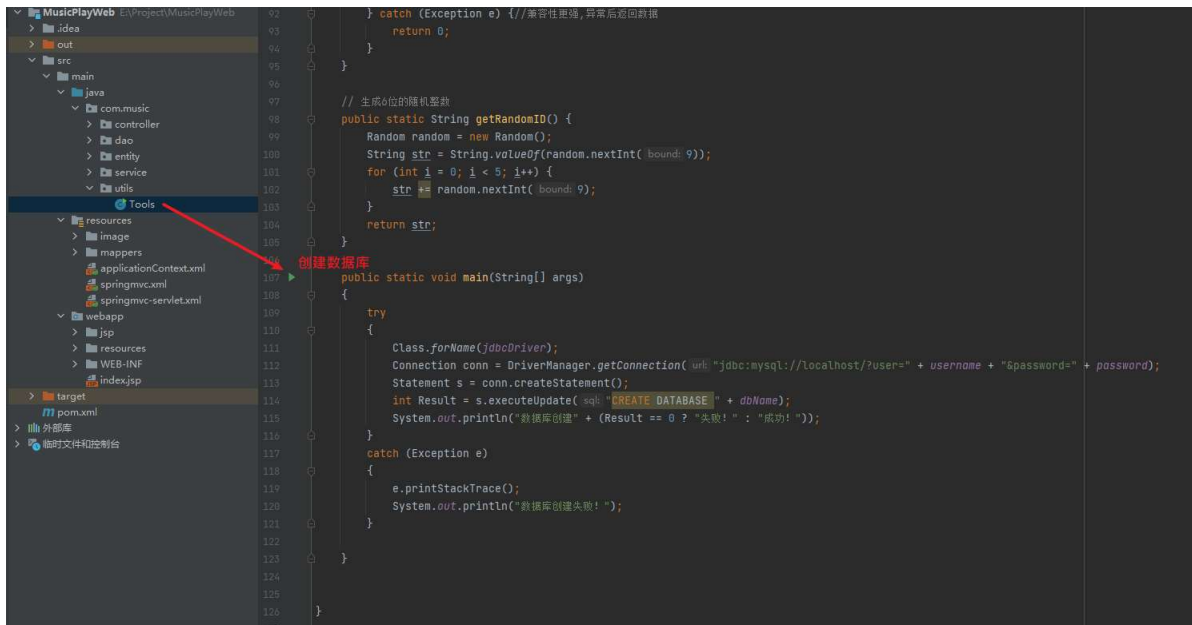 MusicPlayWeb E:\Project\MusicPlayWeb
.idea
out
src
main
java
com.music
controller
dao
entity
service
utils
Tools
resources
image
mappers
applicationContext.xml
springmvc.xml
springmvc-servlet.xml
webapp
jsp
resources
WEB-INF
index.jsp
target
pom.xml
外部库
临时文件和控制台
92 } catch (Exception e) {//兼容性更强,异常后返回数据
93 return 0;
94 }
95 }
96
97 // 生成6位的随机整数
98 public static String getRandomID() {
99 Random random = new Random();
100 String str = String.valueOf(random.nextInt( bound: 9));
101 for (int i = 0; i < 5; i++) {
102 str += random.nextInt( bound: 9);
103 }
104 return str;
105 }
106 创建数据库
107 public static void main(String[] args)
108 {
109 try
110 {
111 Class.forName(jdbcDriver);
112 Connection conn = DriverManager.getConnection( url: "jdbc:mysql://localhost/?user=" + username + "&password=" + password);
113 Statement s = conn.createStatement();
114 int Result = s.executeUpdate( sql: "CREATE DATABASE " + dbName);
115 System.out.println("数据库创建" + (Result == 0 ? "失败! " : "成功! "));
116 }
117 catch (Exception e)
118 {
119 e.printStackTrace();
120 System.out.println("数据库创建失败! ");
121 }
122
123 }
124
125
126 }